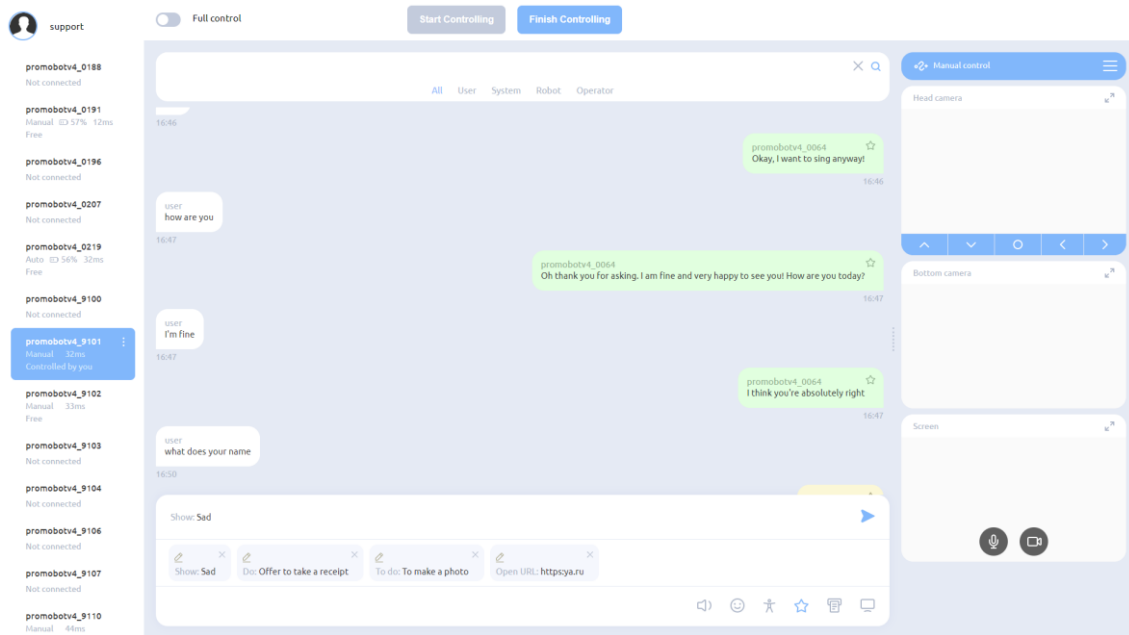 support
Full control
Start Controlling
Finish Controlling
promobotv4_0188
Not connected
promobotv4_0191
Manual 57% 12ms
Free
promobotv4_0196
Not connected
promobotv4_0207
Not connected
promobotv4_0219
Auto 56% 32ms
Free
promobotv4_9100
Not connected
promobotv4_9101
Manual 32ms
Controlled by you
promobotv4_9102
Manual 33ms
Free
promobotv4_9103
Not connected
promobotv4_9104
Not connected
promobotv4_9106
Not connected
promobotv4_9107
Not connected
promobotv4_9110
Manual 44ms
All User System Robot Operator
16:46
promobotv4_0064
Okay, I want to sing anyway!
16:46
user
how are you
16:47
promobotv4_0064
Oh thank you for asking. I am fine and very happy to see you! How are you today?
16:47
user
I'm fine
16:47
promobotv4_0064
I think you're absolutely right
16:47
user
what does your name
16:50
Show: Sad
Show: Sad
Do: Offer to take a receipt
To do: To make a photo
Open URL: https:ya.ru
Manual control
Head camera
Bottom camera
Screen